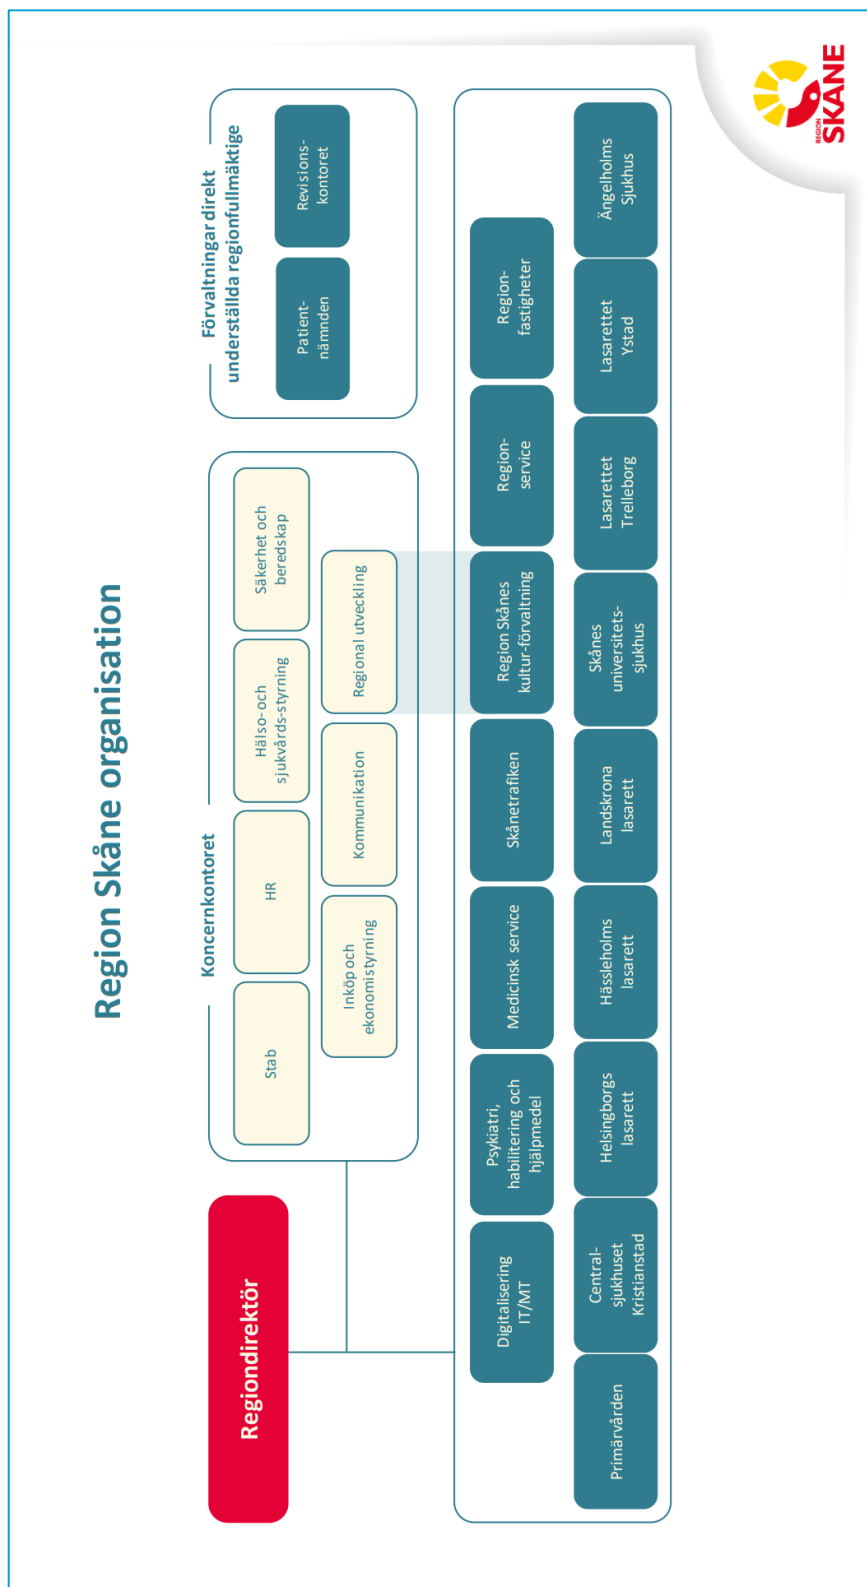 Region Skåne organisation
Regiondirektör
Koncernkontoret
Stab
HR
Hälso- och
sjukvårds-styrning
Säkerhet och
beredskap
Inköp och
ekonomistyrning
Kommunikation
Regional utveckling
Förvaltningar direkt
underställda regionfullmäktige
Patient-
nämnden
Revisions-
kontoret
Digitalisering
IT/MT
Psykiatri,
habilitering och
hjälpmedel
Medicinsk service
Skånetrafiken
Region Skånes
kultur-förvaltning
Region-
service
Region-
fastigheter
Primärvården
Central-
sjukhuset
Kristianstad
Helsingborgs
lasarett
Hässleholms
lasarett
Landskrona
lasarett
Skånes
universitets-
sjukhus
Lasarettet
Trelleborg
Lasarettet
Ystad
Ängelholms
Sjukhus
REGION
SKÅNE